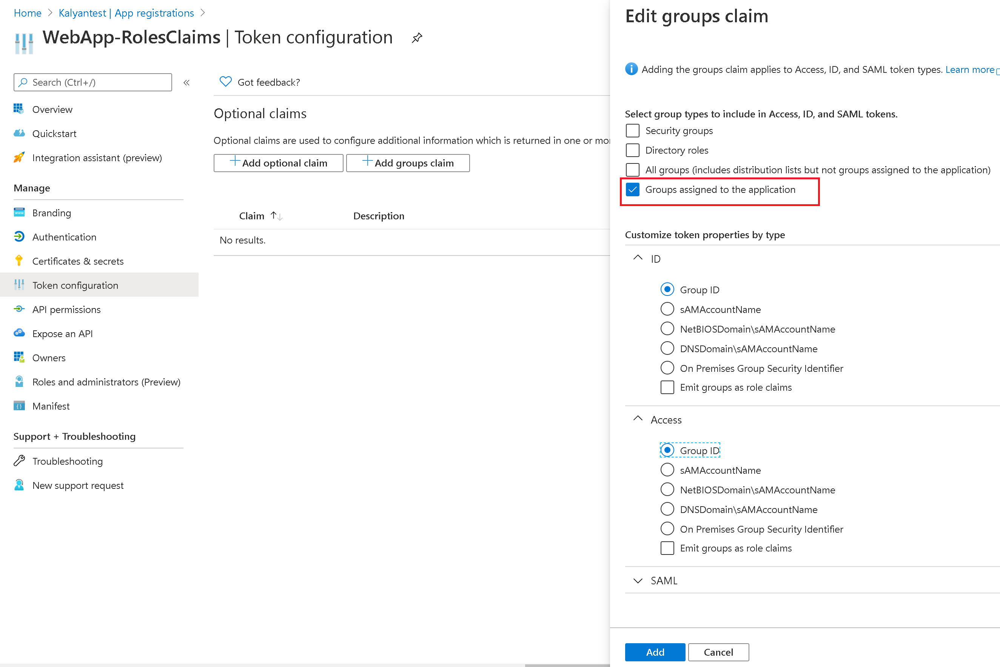 Home > Kalyantest | App registrations >
WebApp-RolesClaims | Token configuration
Search (Ctrl+/)
«
Overview
Quickstart
Integration assistant (preview)
Manage
Branding
Authentication
Certificates & secrets
Token configuration
API permissions
Expose an API
Owners
Roles and administrators (Preview)
Manifest
Support + Troubleshooting
Troubleshooting
New support request
Got feedback?
Optional claims
Optional claims are used to configure additional information which is returned in one or mor
Add optional claim
Add groups claim
Claim ↑↓ Description
No results.
Edit groups claim
Adding the groups claim applies to Access, ID, and SAML token types. Learn more
Select group types to include in Access, ID, and SAML tokens.
Security groups
Directory roles
All groups (includes distribution lists but not groups assigned to the application)
Groups assigned to the application
Customize token properties by type
ID
Group ID
sAMAccountName
NetBIOSDomain\sAMAccountName
DNSDomain\sAMAccountName
On Premises Group Security Identifier
Emit groups as role claims
Access
Group ID
sAMAccountName
NetBIOSDomain\sAMAccountName
DNSDomain\sAMAccountName
On Premises Group Security Identifier
Emit groups as role claims
SAML
Add
Cancel